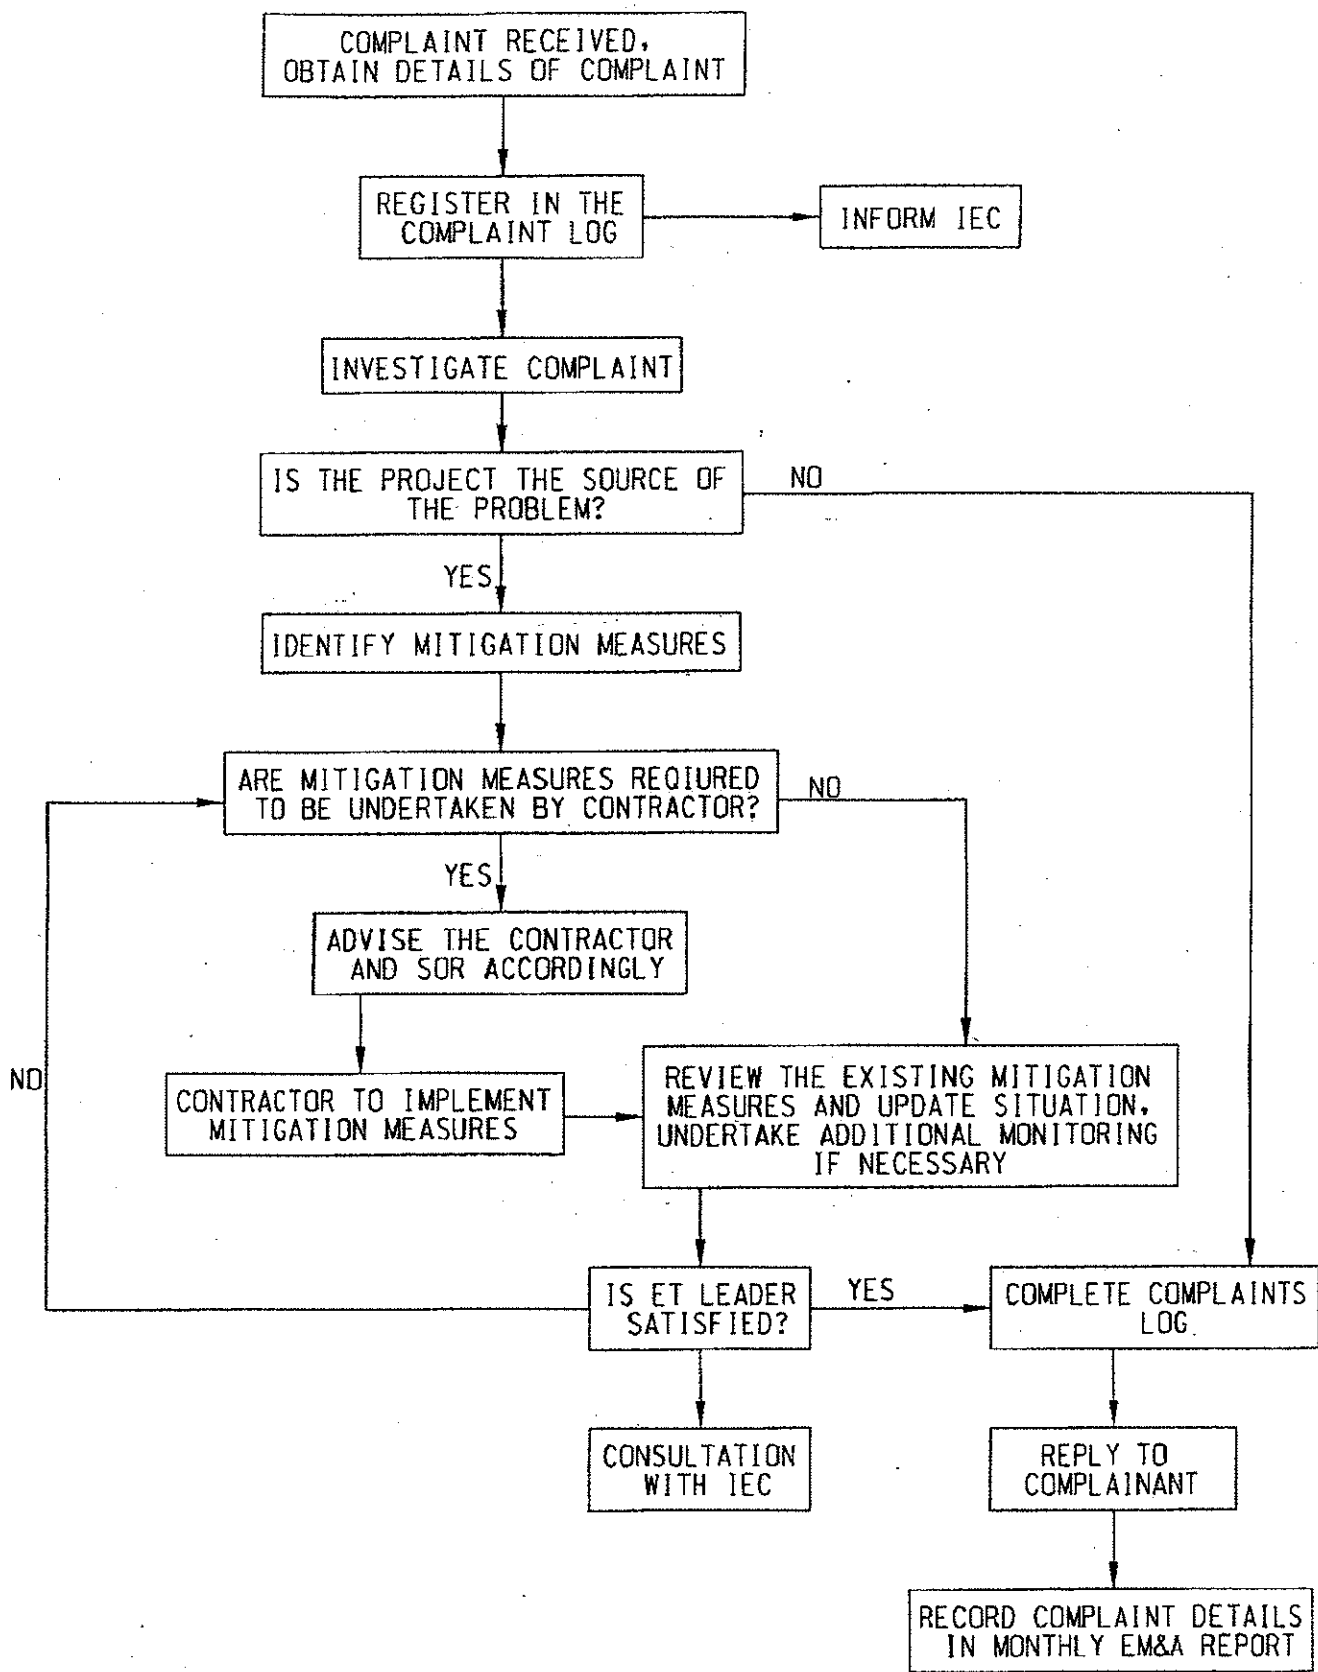 COMPLAINT RECEIVED,
OBTAIN DETAILS OF COMPLAINT
REGISTER IN THE
COMPLAINT LOG
INFORM IEC
INVESTIGATE COMPLAINT
IS THE PROJECT THE SOURCE OF
THE PROBLEM?
NO
YES
IDENTIFY MITIGATION MEASURES
ARE MITIGATION MEASURES REQIURED
TO BE UNDERTAKEN BY CONTRACTOR?
NO
YES
ADVISE THE CONTRACTOR
AND SOR ACCORDINGLY
NO
CONTRACTOR TO IMPLEMENT
MITIGATION MEASURES
REVIEW THE EXISTING MITIGATION
MEASURES AND UPDATE SITUATION.
UNDERTAKE ADDITIONAL MONITORING
IF NECESSARY
IS ET LEADER
SATISFIED?
YES
COMPLETE COMPLAINTS
LOG
CONSULTATION
WITH IEC
REPLY TO
COMPLAINANT
RECORD COMPLAINT DETAILS
IN MONTHLY EM&A REPORT